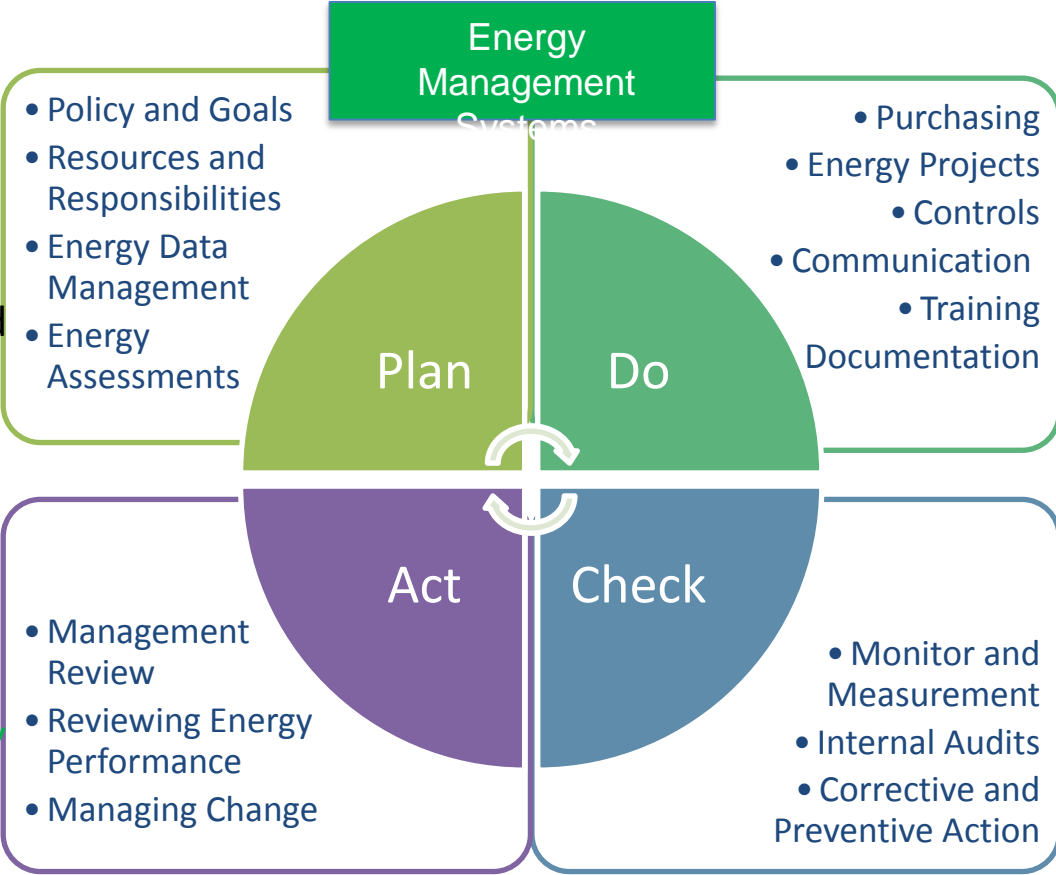 Energy
Management
Systems
• Policy and Goals
• Resources and
Responsibilities
• Energy Data
Management
• Energy
Assessments
• Purchasing
• Energy Projects
• Controls
• Communication
• Training
Documentation
Plan
Do
Act
Check
• Management
Review
• Reviewing Energy
Performance
• Managing Change
• Monitor and
Measurement
• Internal Audits
• Corrective and
Preventive Action